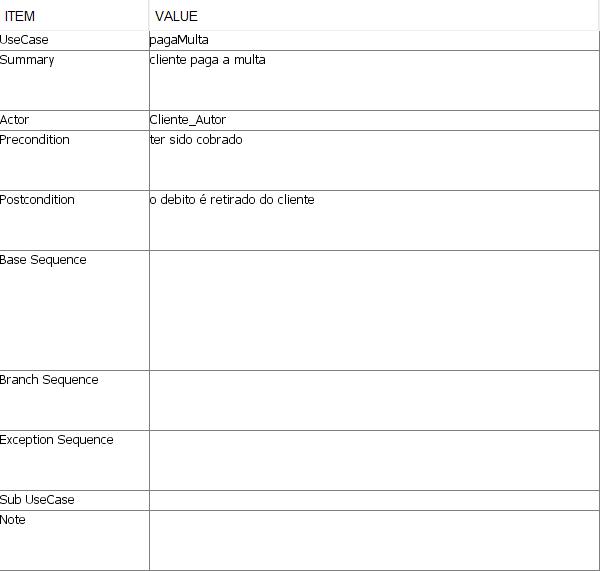 ITEM VALUE
UseCase pagaMulta
Summary cliente paga a multa
Actor Cliente_Autor
Precondition ter sido cobrado
Postcondition o debito é retirado do cliente
Base Sequence
Branch Sequence
Exception Sequence
Sub UseCase
Note